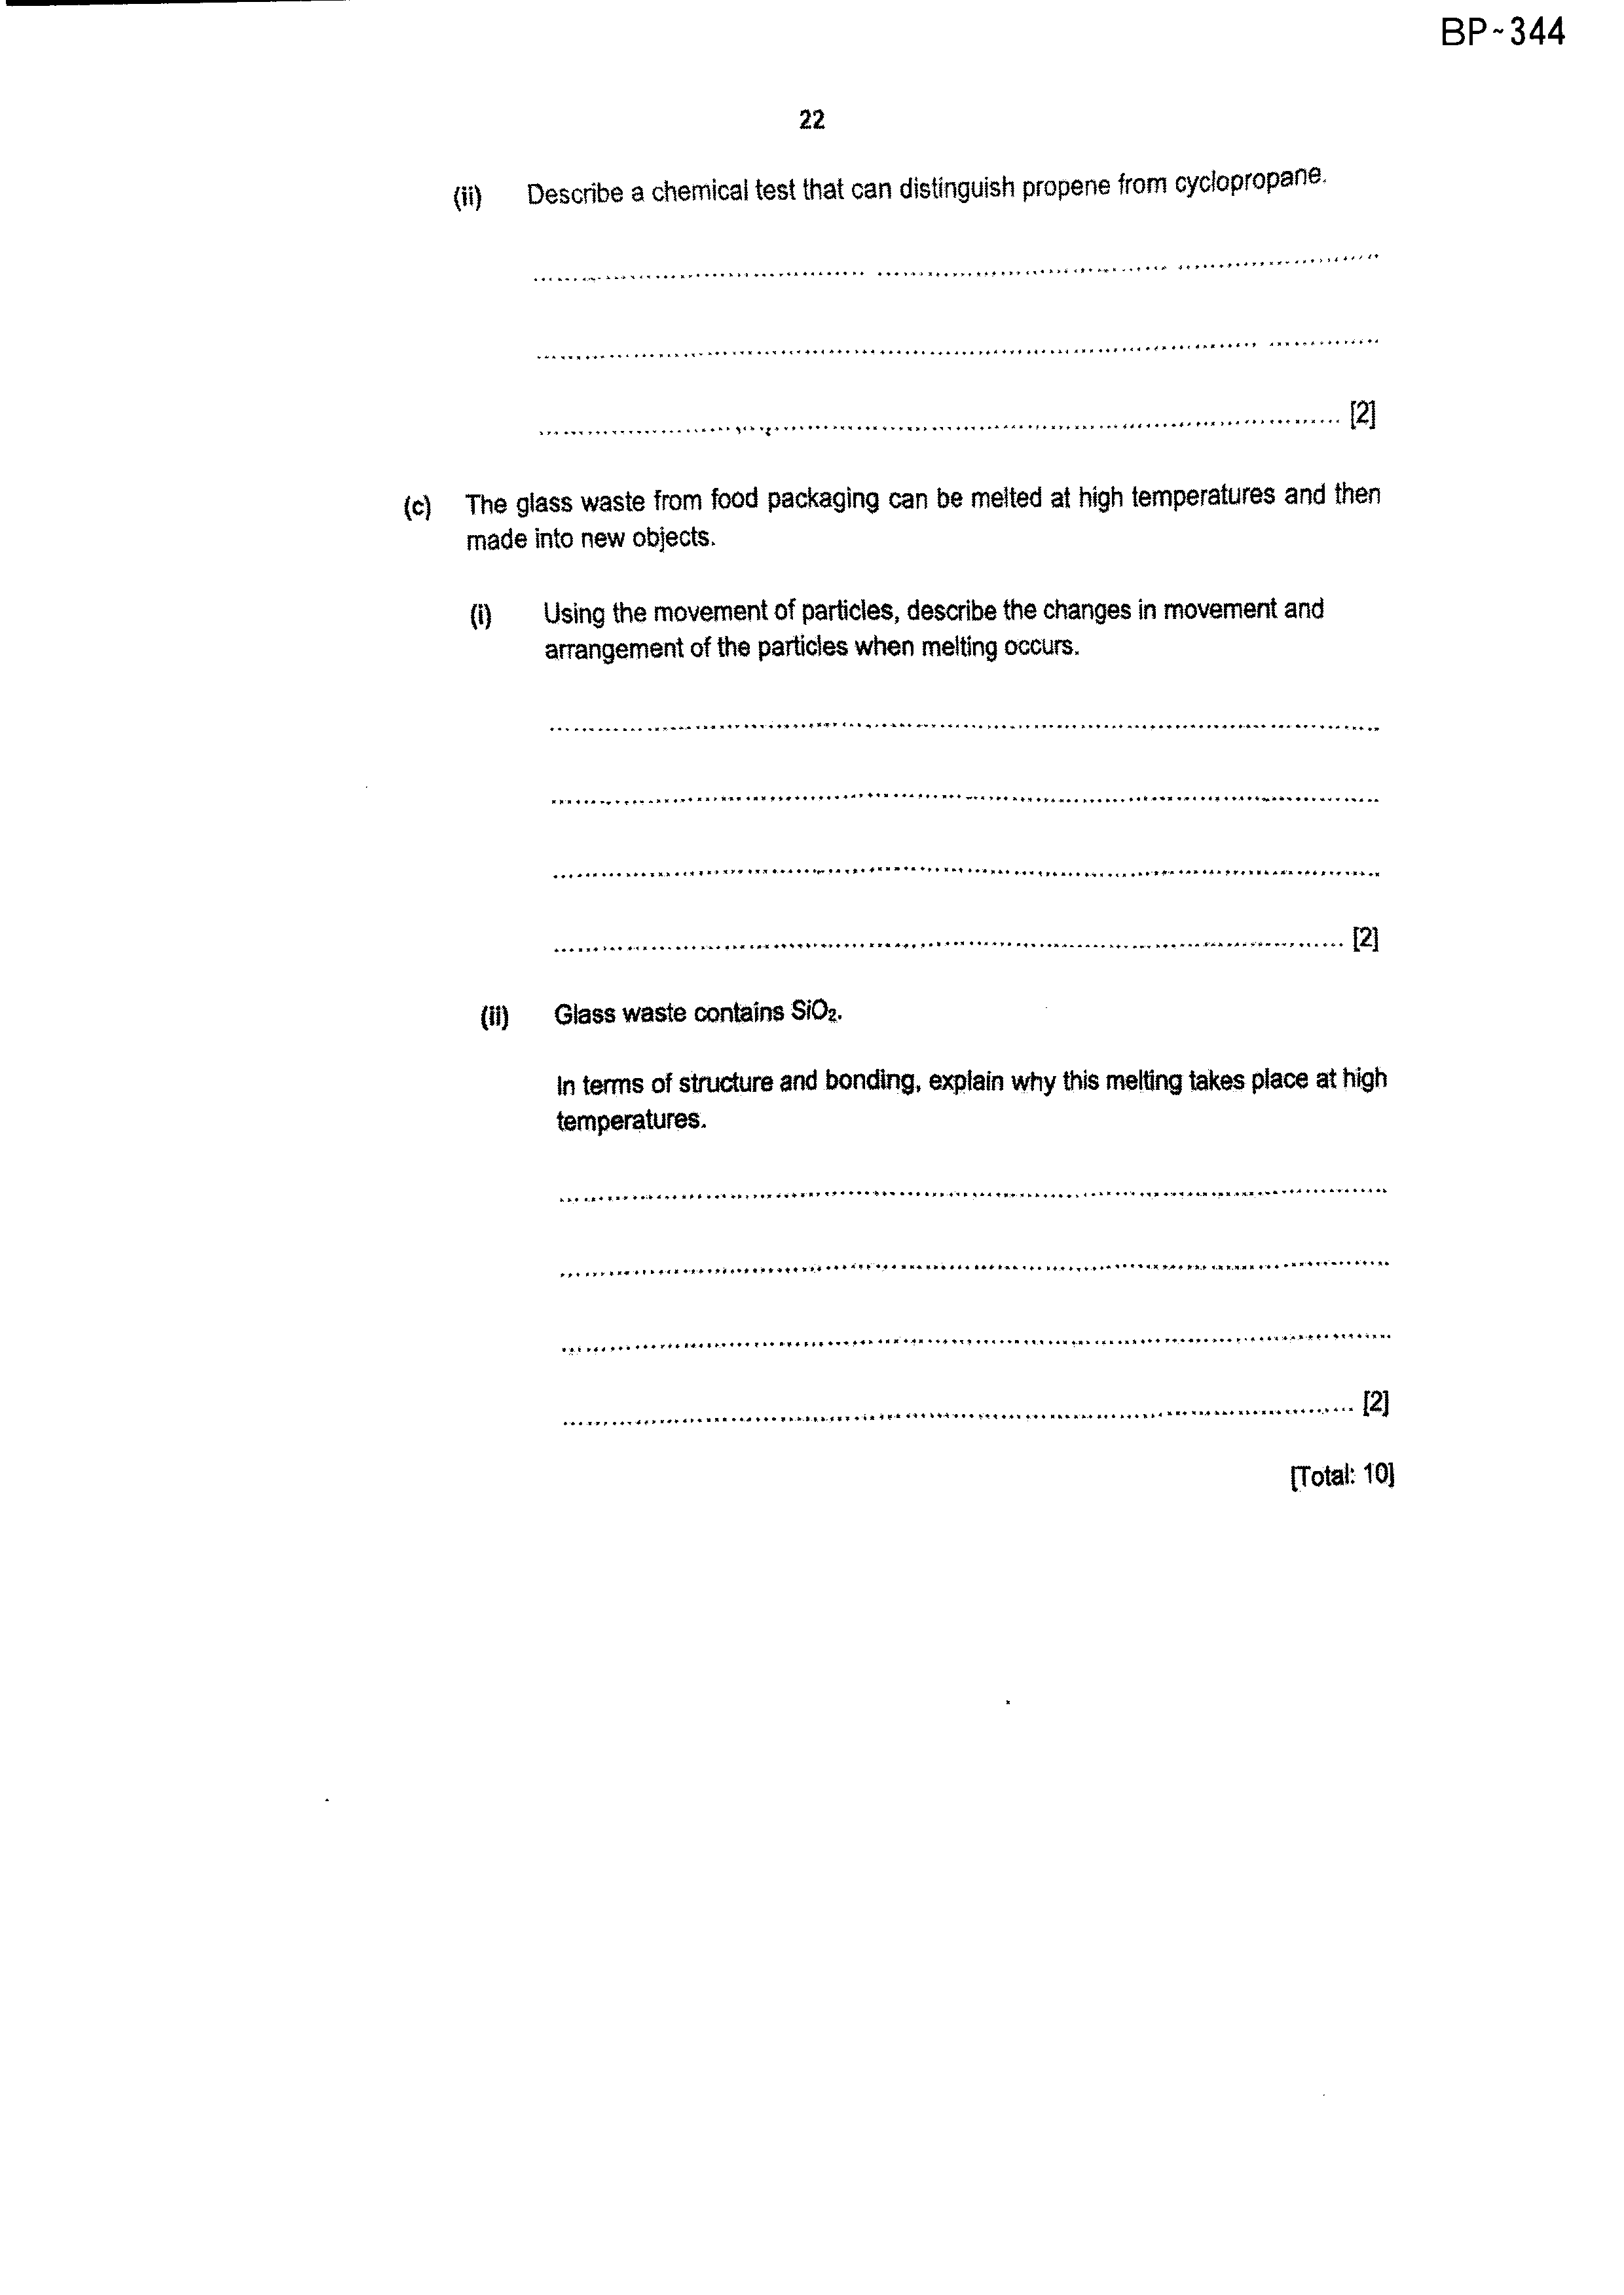 BP~344
22
(ii) Describe a chemical test that can distinguish propene from cyclopropane.
[2]
(c) The glass waste from food packaging can be melted at high temperatures and then
made into new objects.
(i) Using the movement of particles, describe the changes in movement and
arrangement of the particles when melting occurs.
[2]
(ii) Glass waste contains SiO₂.
In terms of structure and bonding, explain why this melting takes place at high
temperatures.
[2]
[Total: 10]